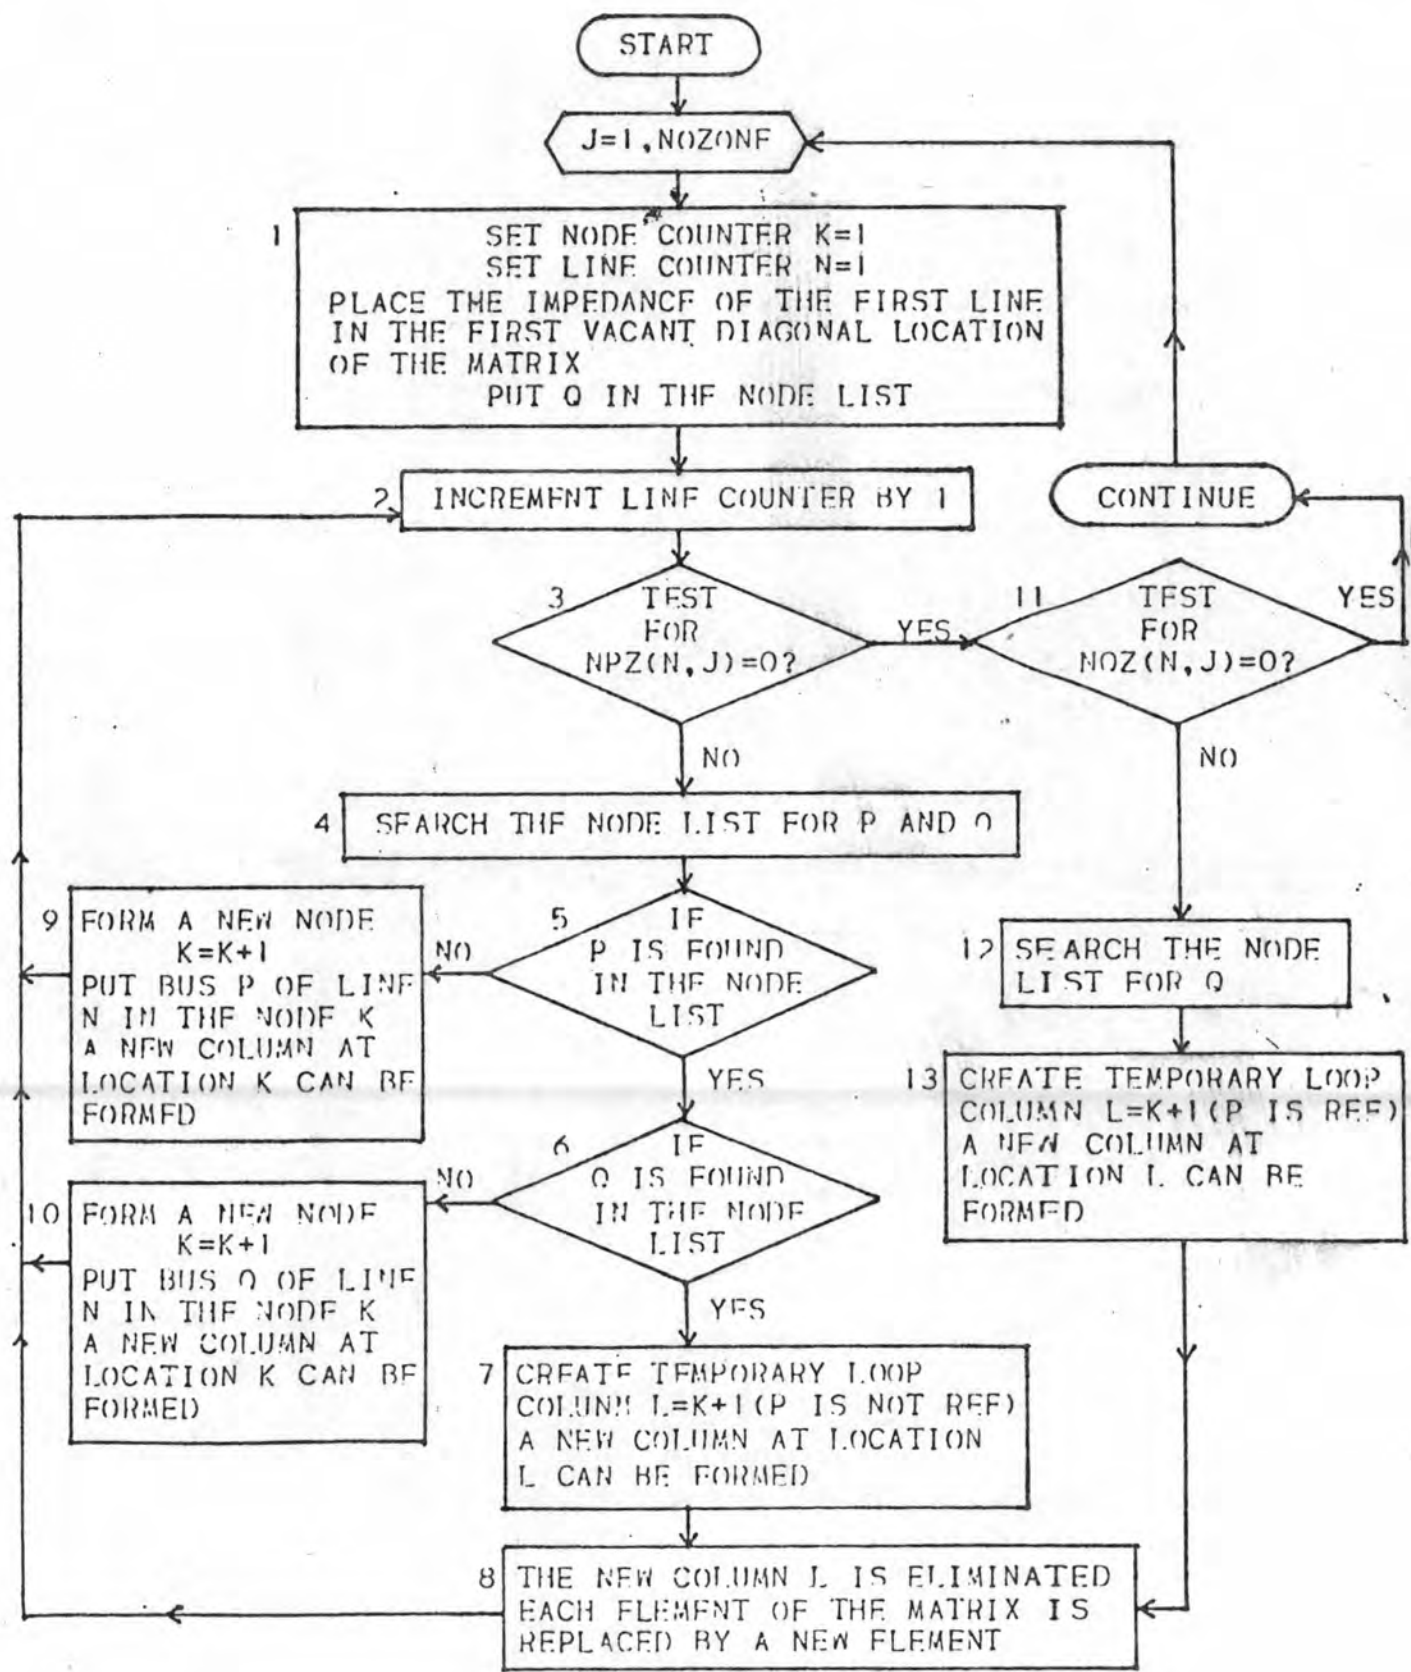 START
J=1,NOZONE
1
SET NODE COUNTER K=1
SET LINE COUNTER N=1
PLACE THE IMPEDANCE OF THE FIRST LINE
IN THE FIRST VACANT DIAGONAL LOCATION
OF THE MATRIX
PUT Q IN THE NODE LIST
2
INCREMENT LINE COUNTER BY 1
CONTINUE
3
TEST
FOR
NPZ(N,J)=0?
YES
11
TEST
FOR
NQZ(N,J)=0?
YES
NO
NO
4
SEARCH THE NODE LIST FOR P AND Q
5
IF
P IS FOUND
IN THE NODE
LIST
NO
YES
9
FORM A NEW NODE
K=K+1
PUT BUS P OF LINE
N IN THE NODE K
A NEW COLUMN AT
LOCATION K CAN BE
FORMED
12
SEARCH THE NODE
LIST FOR Q
13
CREATE TEMPORARY LOOP
COLUMN L=K+1(P IS REF)
A NEW COLUMN AT
LOCATION L CAN BE
FORMED
6
IF
Q IS FOUND
IN THE NODE
LIST
NO
YES
10
FORM A NEW NODE
K=K+1
PUT BUS Q OF LINE
N IN THE NODE K
A NEW COLUMN AT
LOCATION K CAN BE
FORMED
7
CREATE TEMPORARY LOOP
COLUNM L=K+1(P IS NOT REF)
A NEW COLUMN AT LOCATION
L CAN BE FORMED
8
THE NEW COLUMN L IS ELIMINATED
EACH ELEMENT OF THE MATRIX IS
REPLACED BY A NEW ELEMENT